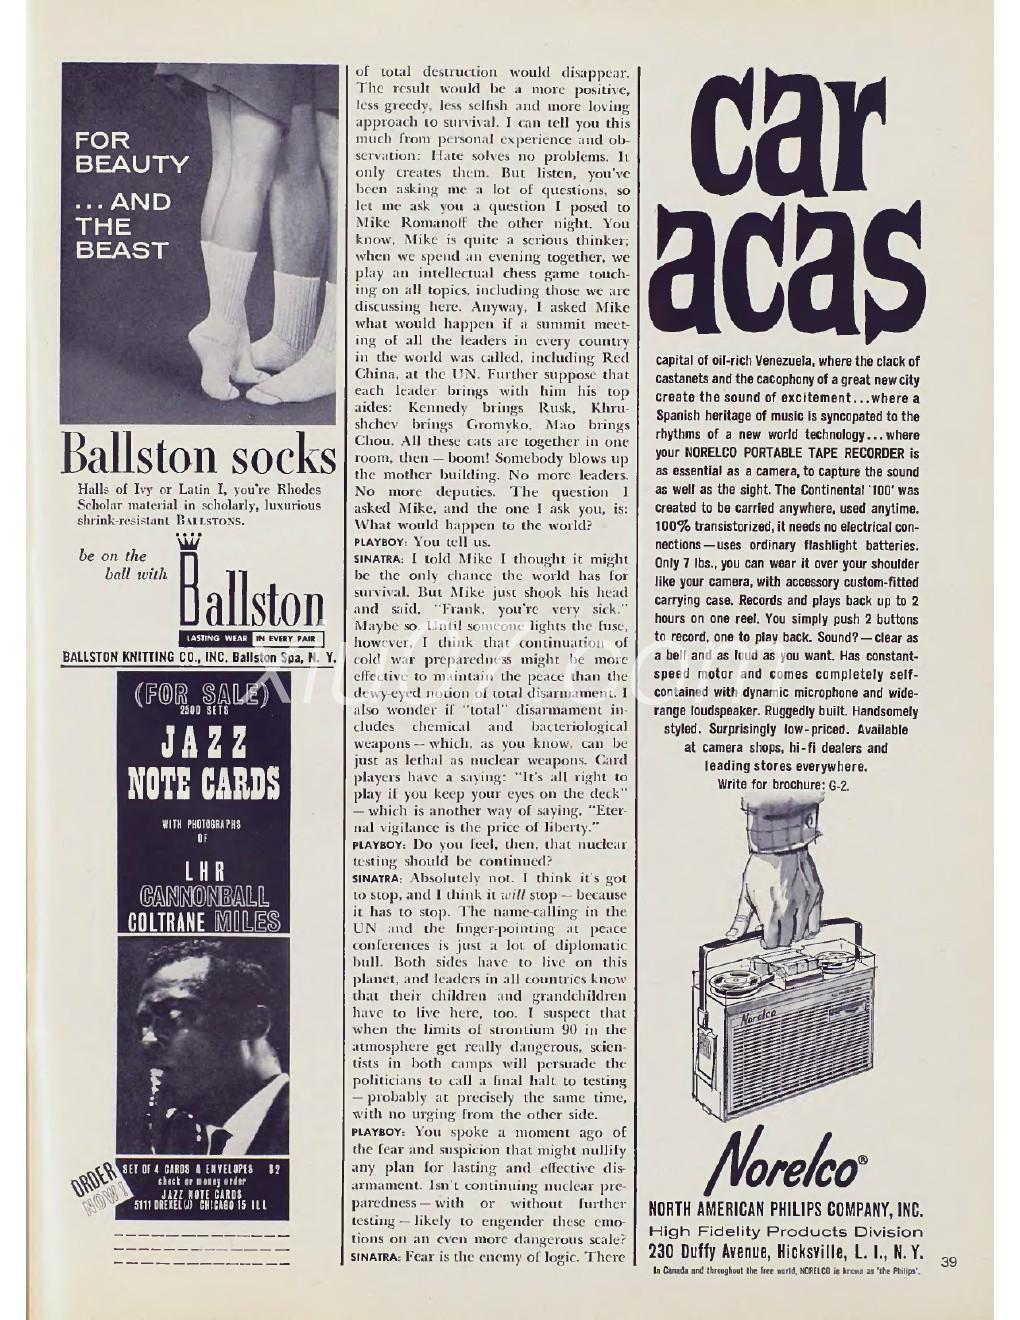 FOR
BEAUTY
...AND
THE
BEAST
Ballston socks
Halls of Ivy or Latin I, you're Rhodes
Scholar material in scholarly, luxurious
shrink-resistant BALLSTONS.
be on the
ball with
Ballston
LASTING WEAR IN EVERY PAIR
BALLSTON KNITTING CO., INC. Ballston Spa, N. Y.
(FOR SALE)
2500 SETS
JAZZ
NOTE CARDS
WITH PHOTOGRAPHS
OF
LHR
CANNONBALL
COLTRANE MILES
ORDER
NOW!
SET OF 4 CARDS & ENVELOPES $2
check or money order
JAZZ NOTE CARDS
5111 DREXEL(J) CHICAGO 15 ILL
of total destruction would disappear.
The result would be a more positive,
less greedy, less selfish and more loving
approach to survival. I can tell you this
much from personal experience and ob-
servation: Hate solves no problems. It
only creates them. But listen, you've
been asking me a lot of questions, so
let me ask you a question I posed to
Mike Romanoff the other night. You
know, Mike is quite a serious thinker;
when we spend an evening together, we
play an intellectual chess game touch-
ing on all topics, including those we are
discussing here. Anyway, I asked Mike
what would happen if a summit meet-
ing of all the leaders in every country
in the world was called, including Red
China, at the UN. Further suppose that
each leader brings with him his top
aides: Kennedy brings Rusk, Khru-
shchev brings Gromyko, Mao brings
Chou. All these cats are together in one
room, then — boom! Somebody blows up
the mother building. No more leaders.
No more deputies. The question I
asked Mike, and the one I ask you, is:
What would happen to the world?
PLAYBOY: You tell us.
SINATRA: I told Mike I thought it might
be the only chance the world has for
survival. But Mike just shook his head
and said, "Frank, you're very sick."
Maybe so. Until someone lights the fuse,
however, I think that continuation of
cold war preparedness might be more
effective to maintain the peace than the
dewy-eyed notion of total disarmament. I
also wonder if "total" disarmament in-
cludes chemical and bacteriological
weapons — which, as you know, can be
just as lethal as nuclear weapons. Card
players have a saying: "It's all right to
play if you keep your eyes on the deck"
— which is another way of saying, "Eter-
nal vigilance is the price of liberty."
PLAYBOY: Do you feel, then, that nuclear
testing should be continued?
SINATRA: Absolutely not. I think it's got
to stop, and I think it will stop — because
it has to stop. The name-calling in the
UN and the finger-pointing at peace
conferences is just a lot of diplomatic
bull. Both sides have to live on this
planet, and leaders in all countries know
that their children and grandchildren
have to live here, too. I suspect that
when the limits of strontium 90 in the
atmosphere get really dangerous, scien-
tists in both camps will persuade the
politicians to call a final halt to testing
— probably at precisely the same time,
with no urging from the other side.
PLAYBOY: You spoke a moment ago of
the fear and suspicion that might nullify
any plan for lasting and effective dis-
armament. Isn't continuing nuclear pre-
paredness — with or without further
testing — likely to engender these emo-
tions on an even more dangerous scale?
SINATRA: Fear is the enemy of logic. There
car
acas
capital of oil-rich Venezuela, where the clack of
castanets and the cacophony of a great new city
create the sound of excitement...where a
Spanish heritage of music is syncopated to the
rhythms of a new world technology...where
your NORELCO PORTABLE TAPE RECORDER is
as essential as a camera, to capture the sound
as well as the sight. The Continental '100' was
created to be carried anywhere, used anytime.
100% transistorized, it needs no electrical con-
nections—uses ordinary flashlight batteries.
Only 7 lbs., you can wear it over your shoulder
like your camera, with accessory custom-fitted
carrying case. Records and plays back up to 2
hours on one reel. You simply push 2 buttons
to record, one to play back. Sound?—clear as
a bell and as loud as you want. Has constant-
speed motor and comes completely self-
contained with dynamic microphone and wide-
range loudspeaker. Ruggedly built. Handsomely
styled. Surprisingly low-priced. Available
at camera shops, hi-fi dealers and
leading stores everywhere.
Write for brochure: G-2.
Norelco
Norelco®
NORTH AMERICAN PHILIPS COMPANY, INC.
High Fidelity Products Division
230 Duffy Avenue, Hicksville, L. I., N. Y.
In Canada and throughout the free world, NORELCO is known as 'the Philips'.
39